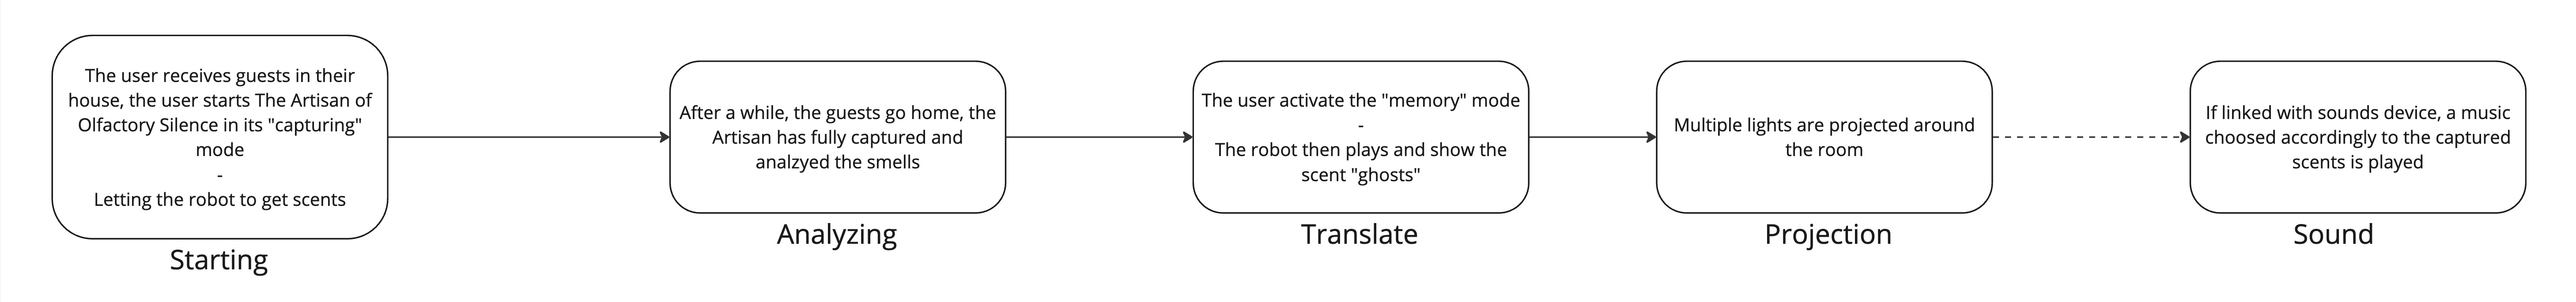 The user receives guests in their
house, the user starts The Artisan of
Olfactory Silence in its "capturing"
mode
-
Letting the robot to get scents
Starting
After a while, the guests go home, the
Artisan has fully captured and
analzyed the smells
Analyzing
The user activate the "memory" mode
-
The robot then plays and show the
scent "ghosts"
Translate
Multiple lights are projected around
the room
Projection
If linked with sounds device, a music
choosed accordingly to the captured
scents is played
Sound